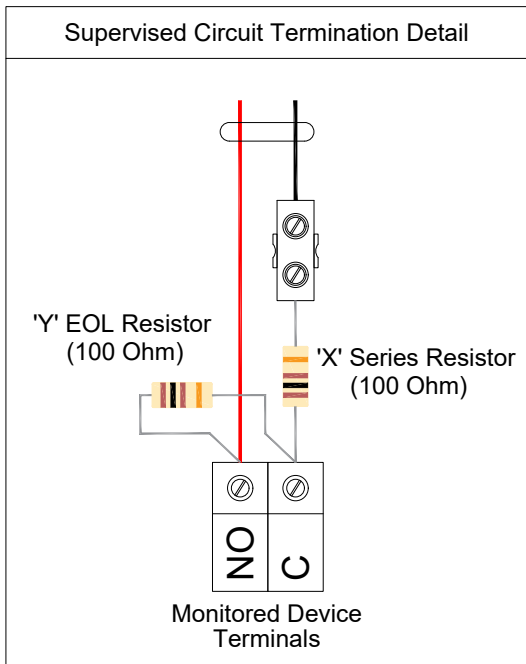 Supervised Circuit Termination Detail
'Y' EOL Resistor
(100 Ohm)
'X' Series Resistor
(100 Ohm)
NO
C
Monitored Device
Terminals